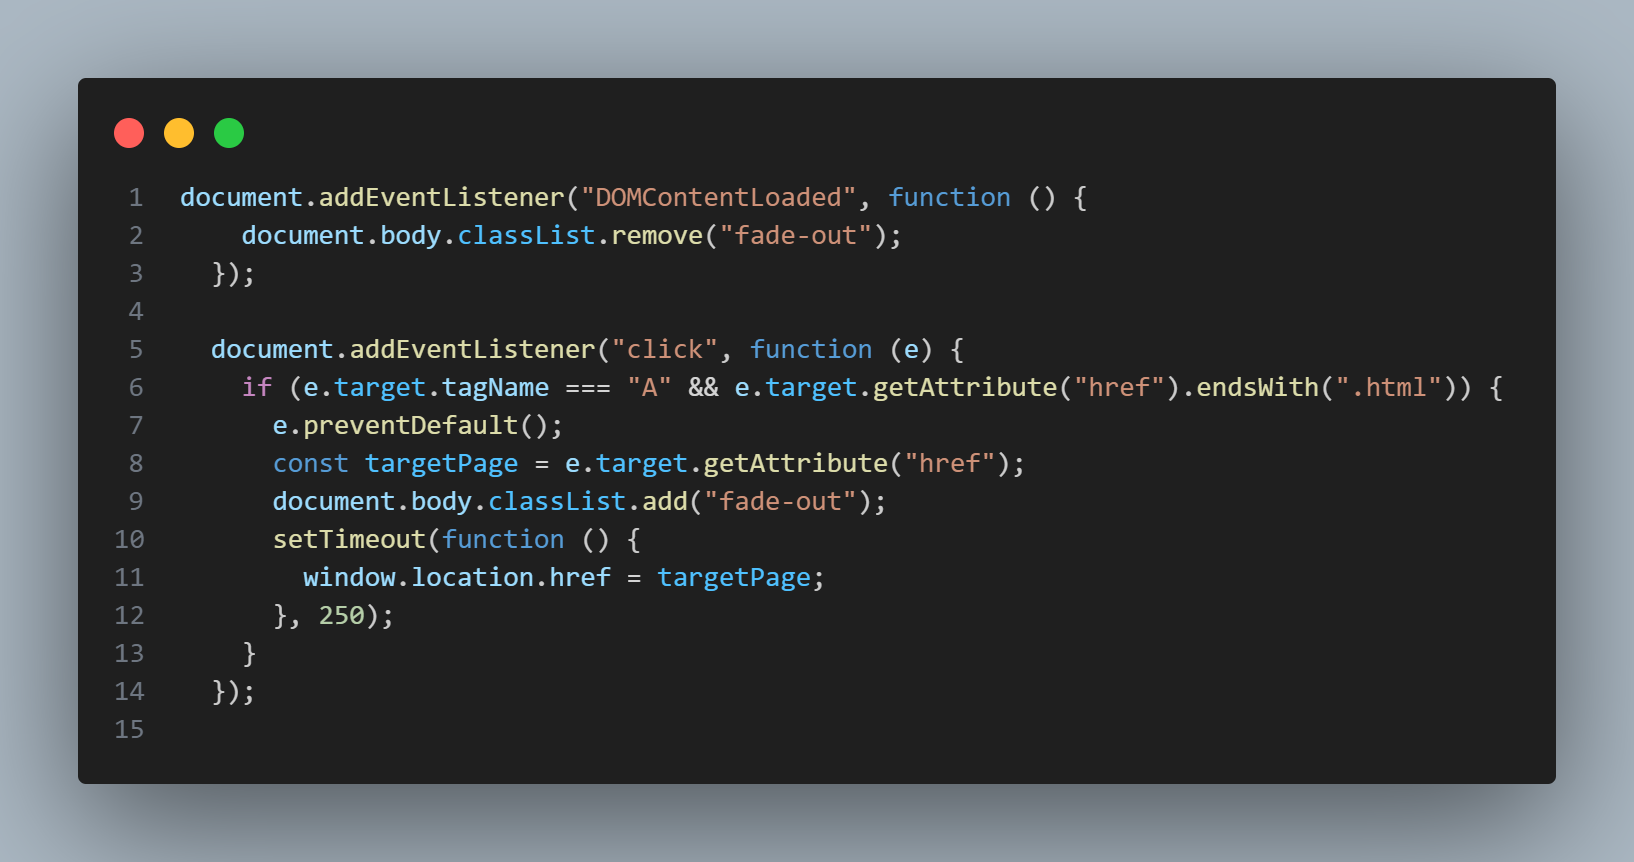 1 document.addEventListener("DOMContentLoaded", function () {
2     document.body.classList.remove("fade-out");
3   });
4
5   document.addEventListener("click", function (e) {
6     if (e.target.tagName === "A" && e.target.getAttribute("href").endsWith(".html")) {
7       e.preventDefault();
8       const targetPage = e.target.getAttribute("href");
9       document.body.classList.add("fade-out");
10       setTimeout(function () {
11         window.location.href = targetPage;
12       }, 250);
13     }
14   });
15